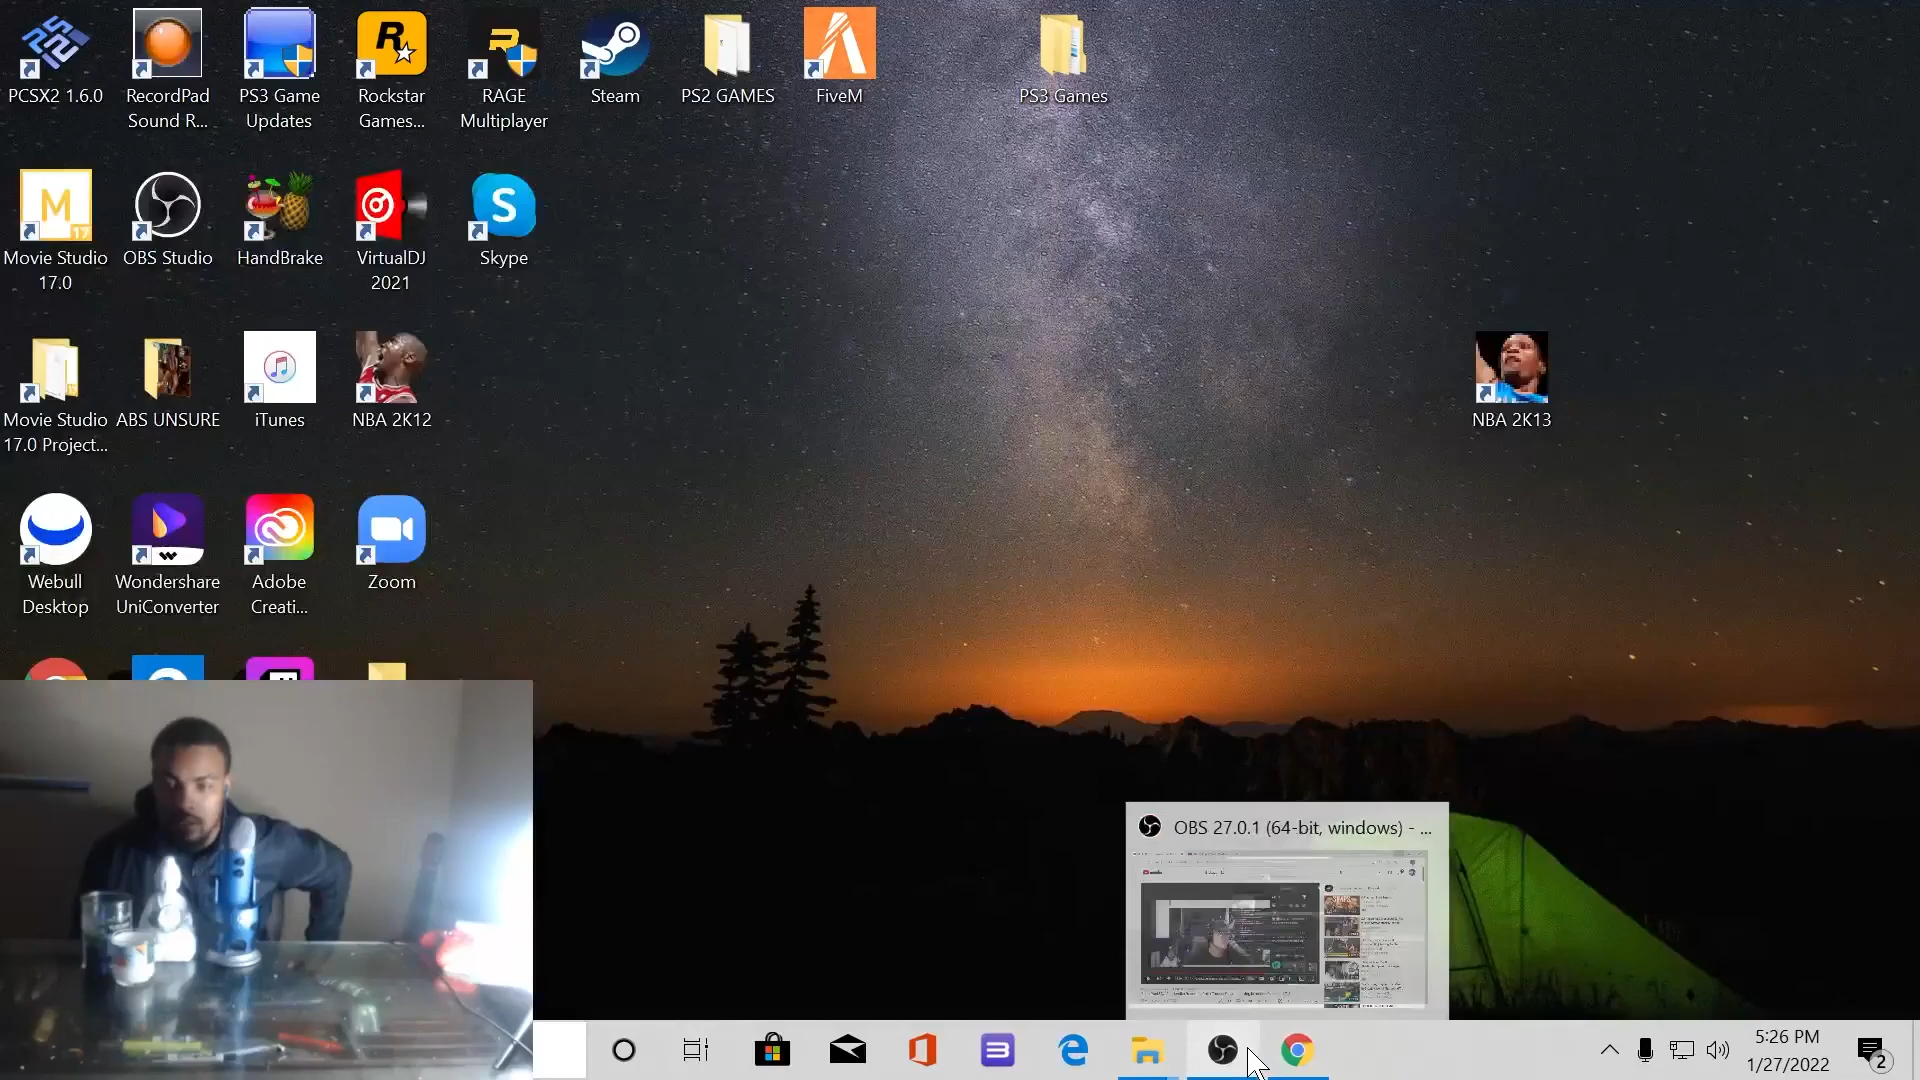 PCSX2 1.6.0
RecordPad
Sound R...
PS3 Game
Updates
Rockstar
Games...
RAGE
Multiplayer
Steam
PS2 GAMES
FiveM
PS3 Games
Movie Studio
17.0
OBS Studio
HandBrake
VirtualDJ
2021
Skype
Movie Studio
17.0 Project...
ABS UNSURE
iTunes
NBA 2K12
NBA 2K13
Webull
Desktop
Wondershare
UniConverter
Adobe
Creati...
Zoom
OBS 27.0.1 (64-bit, windows) - ...
5:26 PM
1/27/2022
2